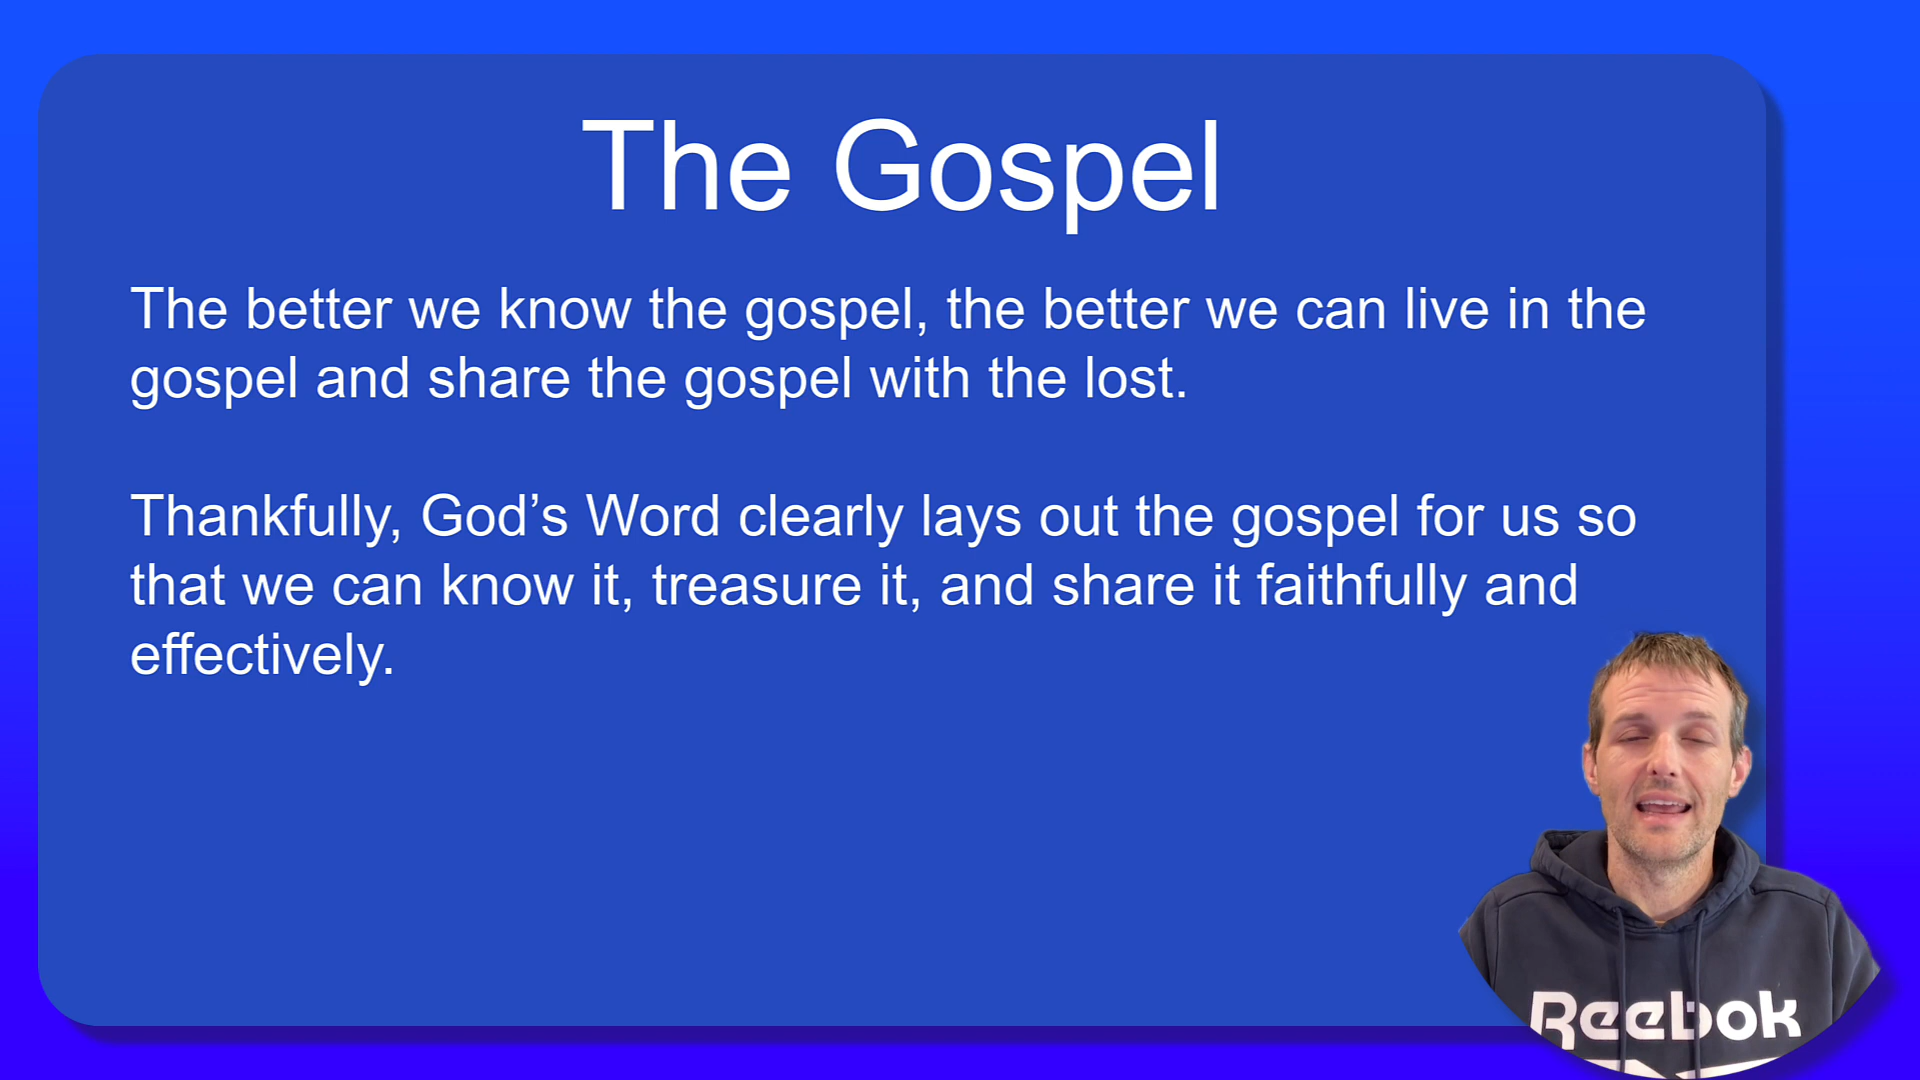 The Gospel
The better we know the gospel, the better we can live in the
gospel and share the gospel with the lost.
Thankfully, God’s Word clearly lays out the gospel for us so
that we can know it, treasure it, and share it faithfully and
effectively.
Reebok